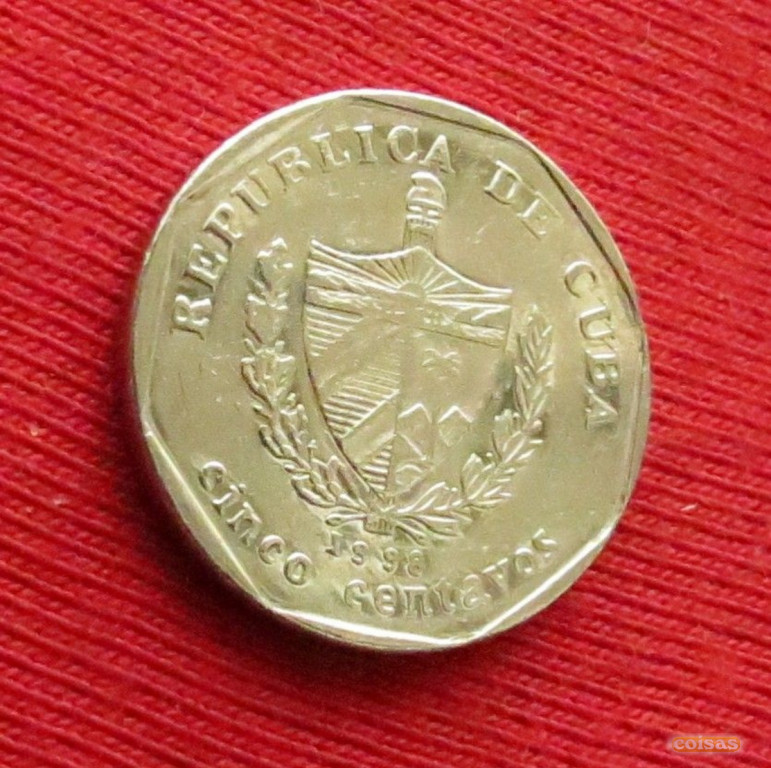 REPUBLICA DE CUBA
1998
cinco centavos
coisas